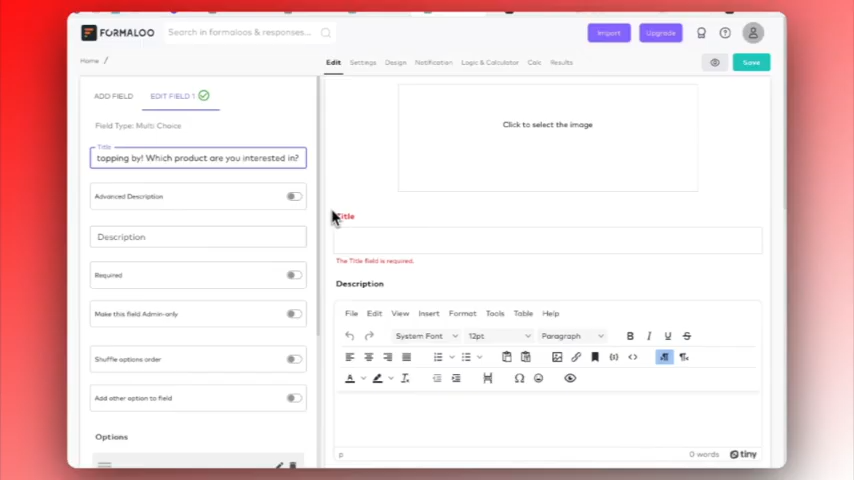 FORMALOO
Search in formaloos & responses...
Import
Upgrade
Home /
Edit
Settings
Design
Notification
Logic & Calculator
Calc
Results
Save
ADD FIELD
EDIT FIELD 1
Field Type: Multi Choice
Title
topping by! Which product are you interested in?
Advanced Description
Description
Required
Make this field Admin-only
Shuffle options order
Add other option to field
Options
Click to select the image
Title
The Title field is required.
Description
File Edit View Insert Format Tools Table Help
System Font 12pt Paragraph B I U S
p 0 words tiny